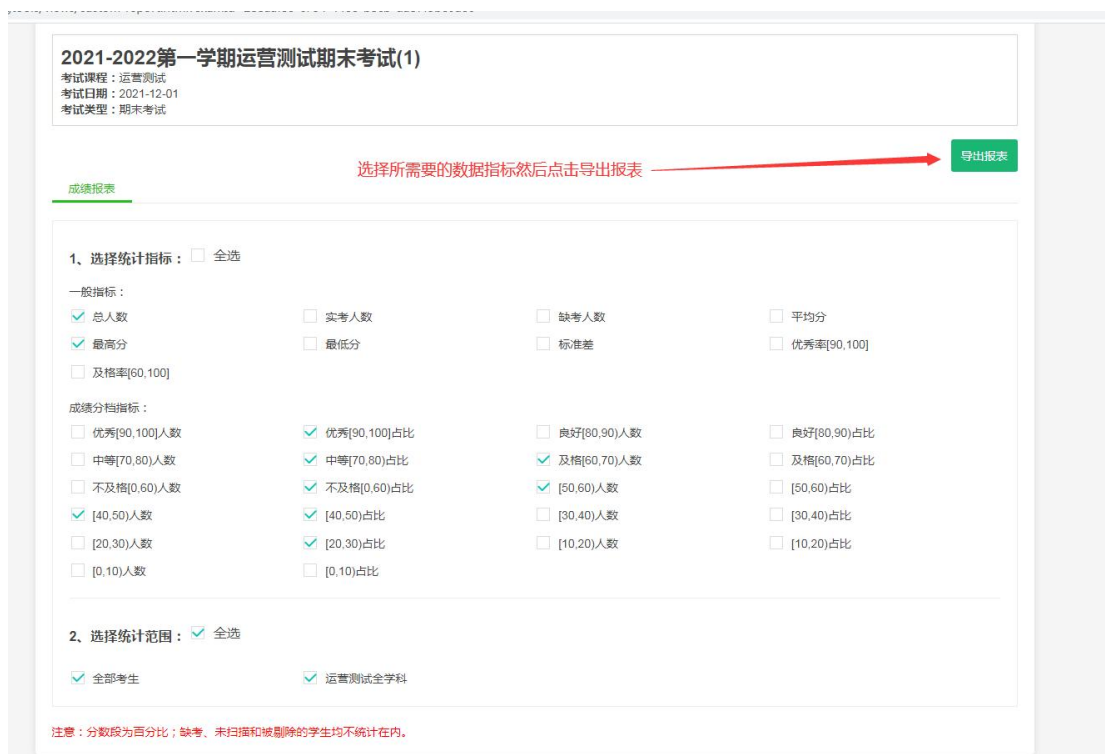 2021-2022第一学期运营测试期末考试(1)
考试课程：运营测试
考试日期：2021-12-01
考试类型：期末考试
选择所需要的数据指标然后点击导出报表
导出报表
成绩报表
1、选择统计指标： 全选
一般指标：
总人数 实考人数 缺考人数 平均分
最高分 最低分 标准差 优秀率[90,100]
及格率[60,100]
成绩分档指标：
优秀[90,100]人数 优秀[90,100]占比 良好[80,90)人数 良好[80,90)占比
中等[70,80)人数 中等[70,80)占比 及格[60,70)人数 及格[60,70)占比
不及格[0,60)人数 不及格[0,60)占比 [50,60)人数 [50,60)占比
[40,50)人数 [40,50)占比 [30,40)人数 [30,40)占比
[20,30)人数 [20,30)占比 [10,20)人数 [10,20)占比
[0,10)人数 [0,10)占比
2、选择统计范围： 全选
全部考生 运营测试全学科
注意：分数段为百分比；缺考、未扫描和被剔除的学生均不统计在内。